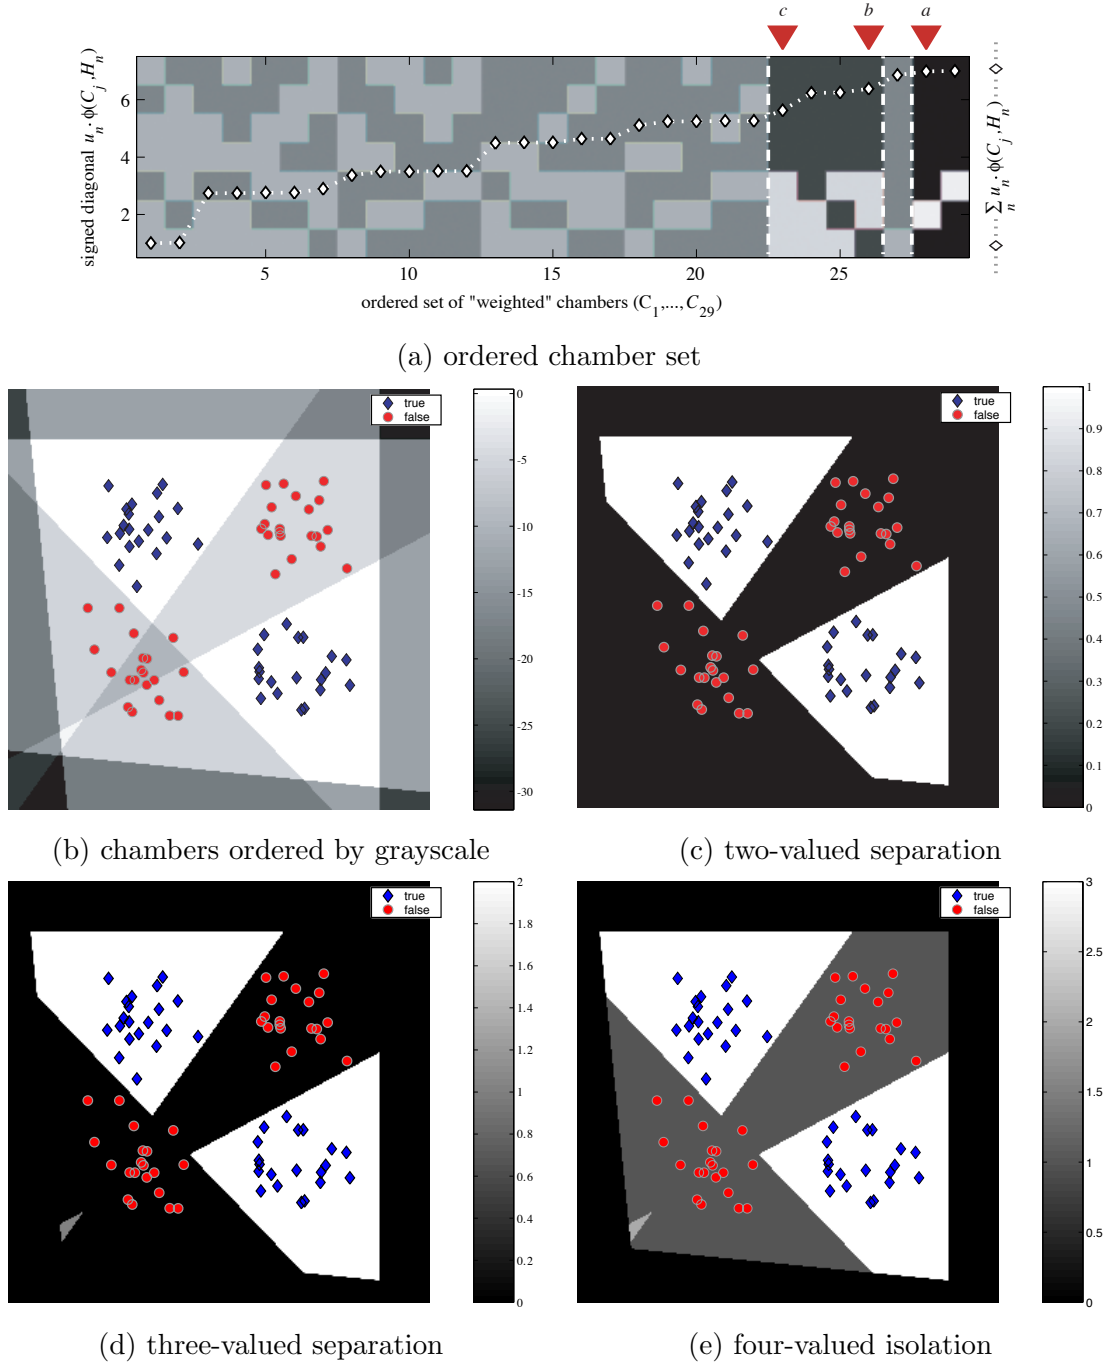 c b a
signed diagonal u_n·ϕ(C_j,H_n)
6
4
2
5 10 15 20 25
∑_n u_n·ϕ(C_j,H_n)
ordered set of "weighted" chambers (C_1,...,C_29)
(a) ordered chamber set
true
false
0
-5
-10
-15
-20
-25
-30
true
false
1
0.9
0.8
0.7
0.6
0.5
0.4
0.3
0.2
0.1
0
(b) chambers ordered by grayscale
(c) two-valued separation
true
false
2
1.8
1.6
1.4
1.2
1
0.8
0.6
0.4
0.2
0
true
false
3
2.5
2
1.5
1
0.5
0
(d) three-valued separation
(e) four-valued isolation